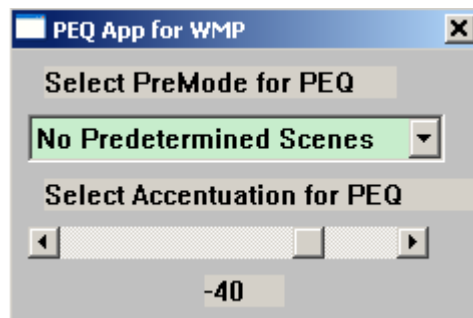 PEQ App for WMP
Select PreMode for PEQ
No Predetermined Scenes
Select Accentuation for PEQ
-40